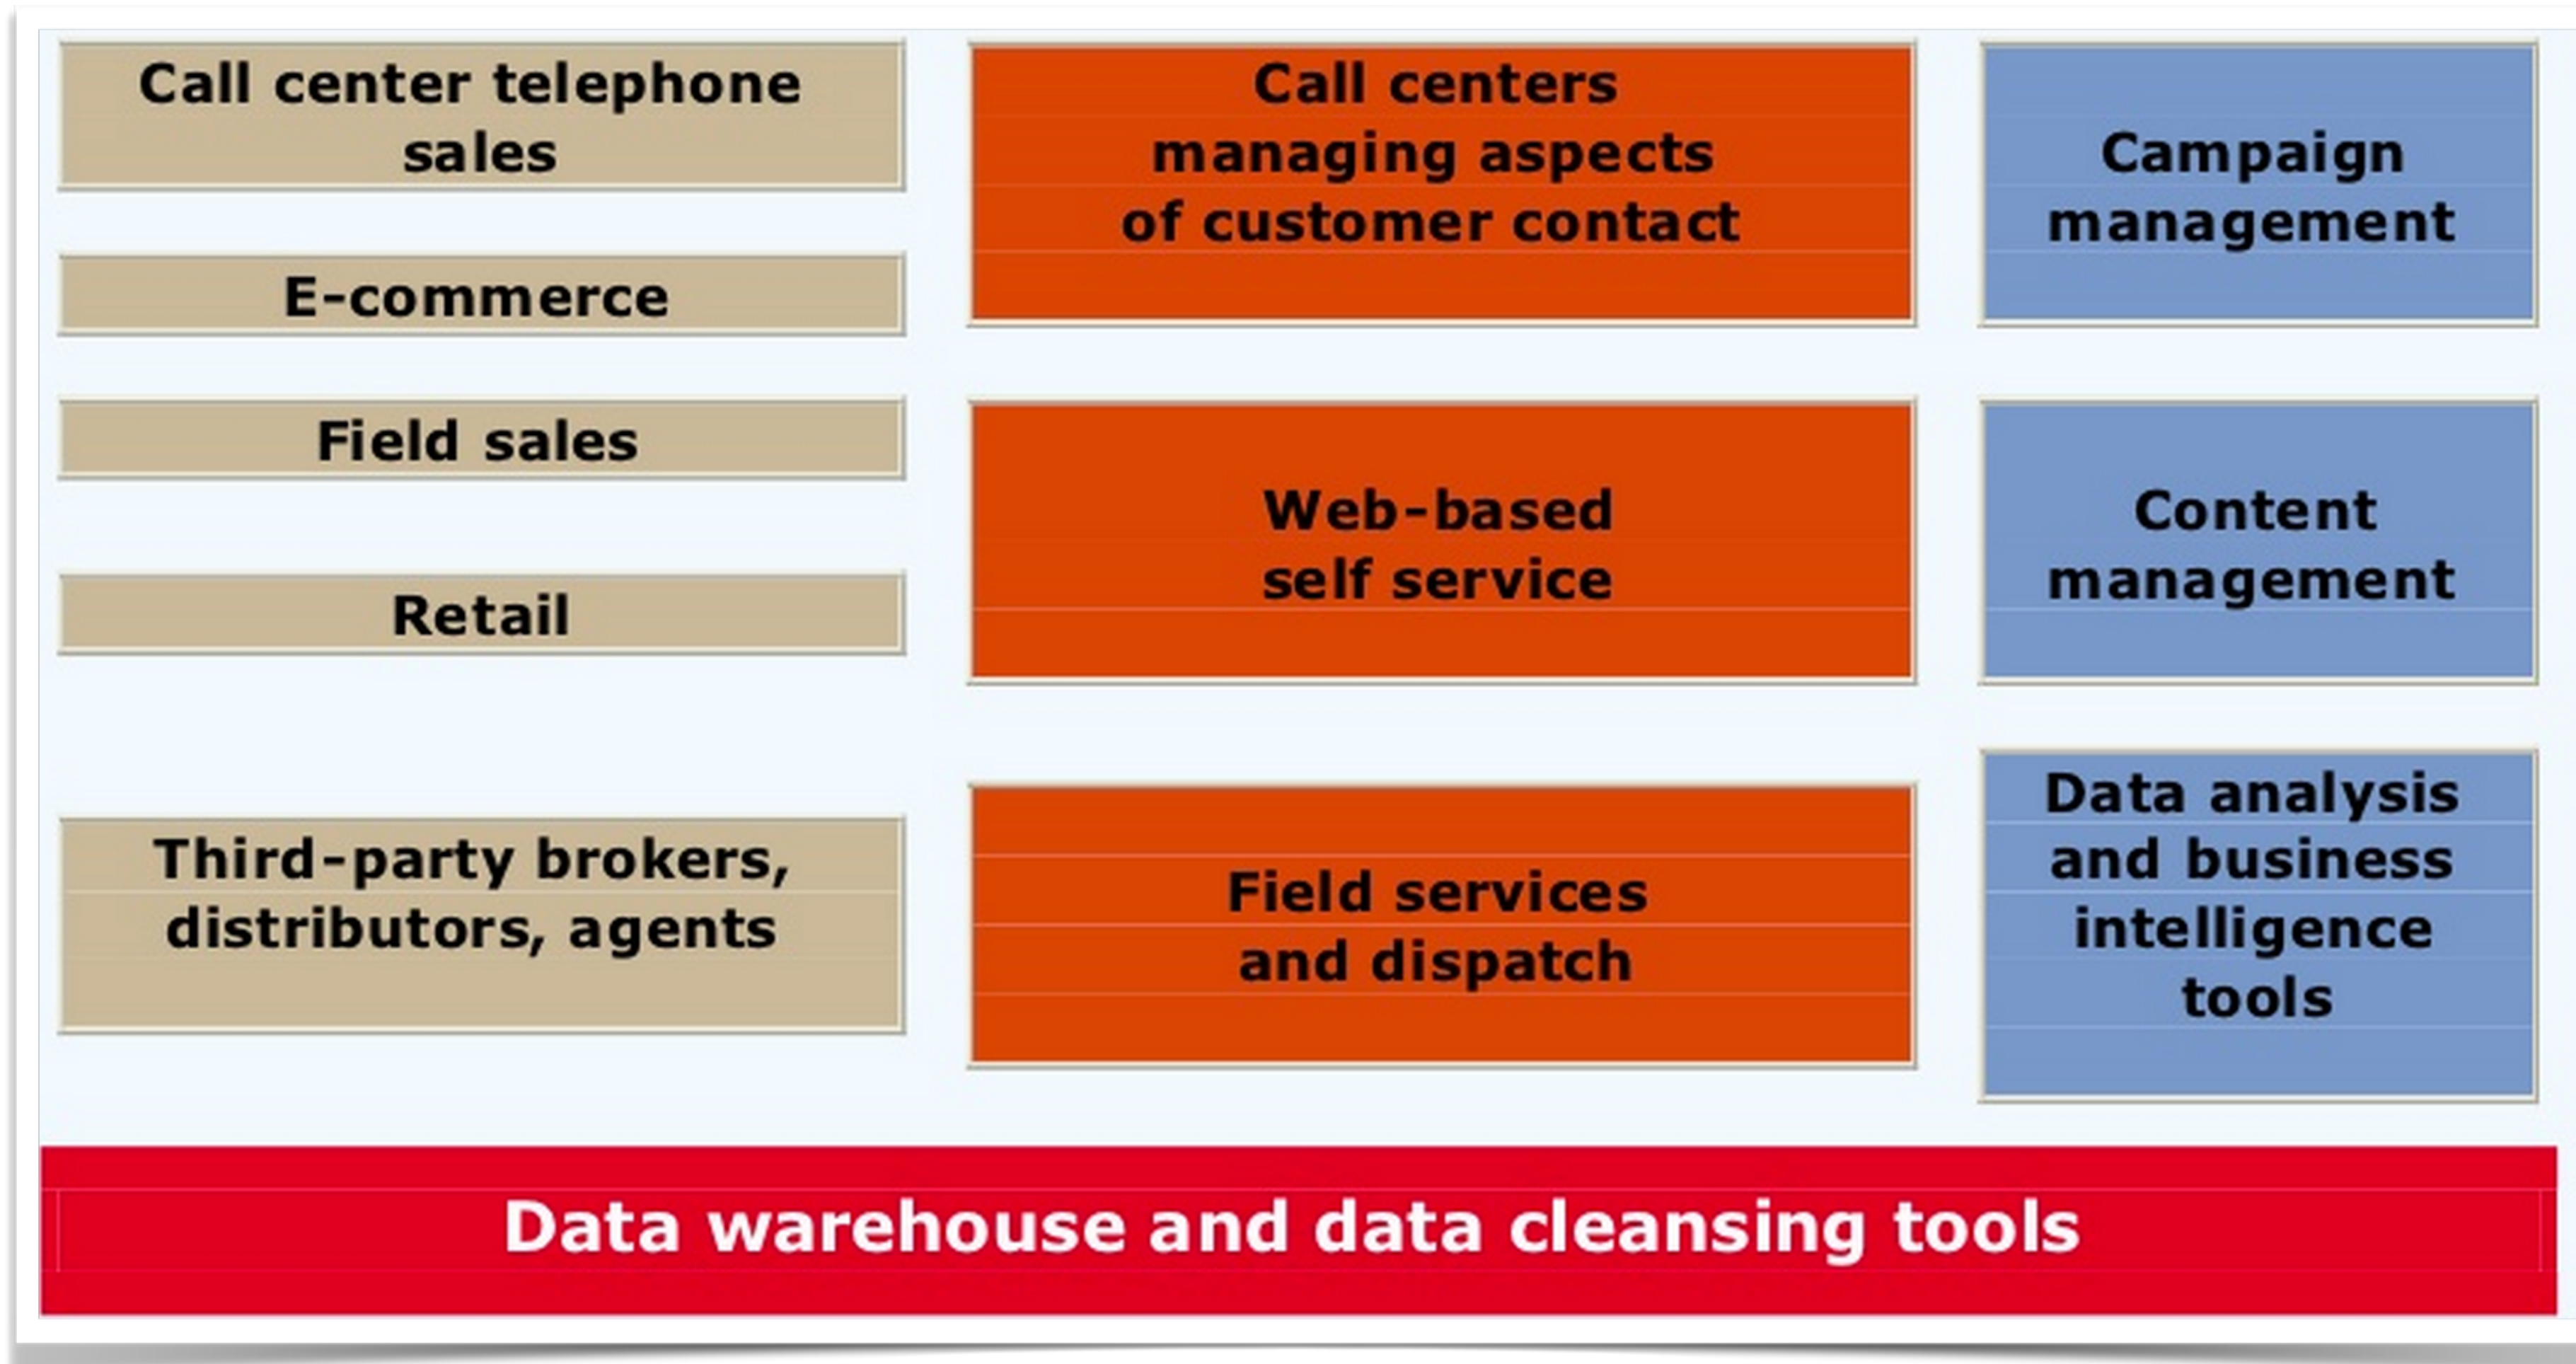 Call center telephone
sales
E-commerce
Field sales
Retail
Third-party brokers,
distributors, agents
Call centers
managing aspects
of customer contact
Web-based
self service
Field services
and dispatch
Campaign
management
Content
management
Data analysis
and business
intelligence
tools
Data warehouse and data cleansing tools